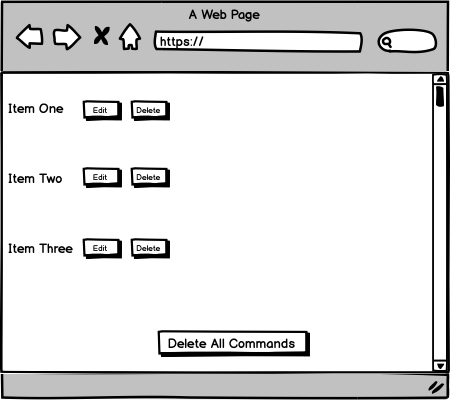 A Web Page
https://
Item One Edit Delete
Item Two Edit Delete
Item Three Edit Delete
Delete All Commands